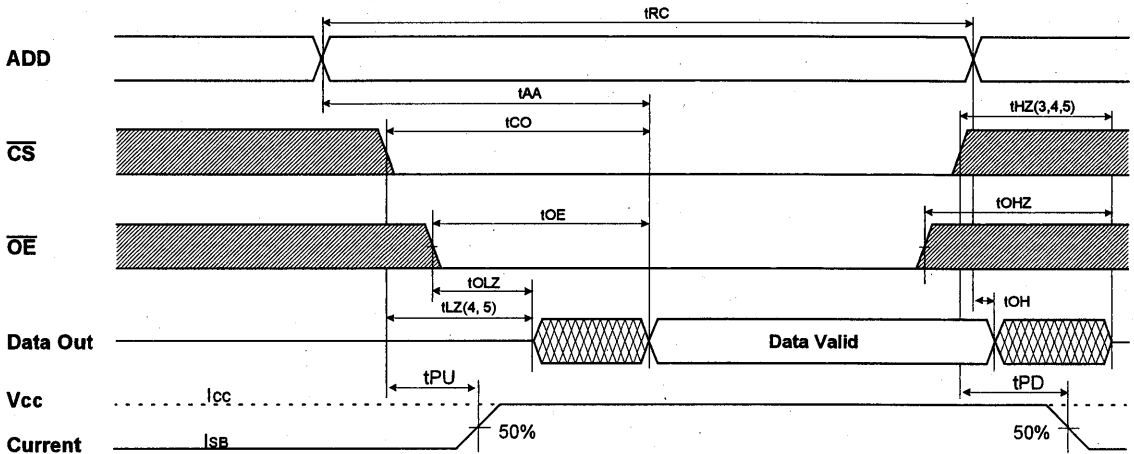 tRC
ADD
tAA
tCO
tHZ(3,4,5)
CS
tOE
tOHZ
OE
tOLZ
tLZ(4, 5)
tOH
Data Out
Data Valid
tPU
tPD
Vcc
ICC
50%
50%
Current
ISB